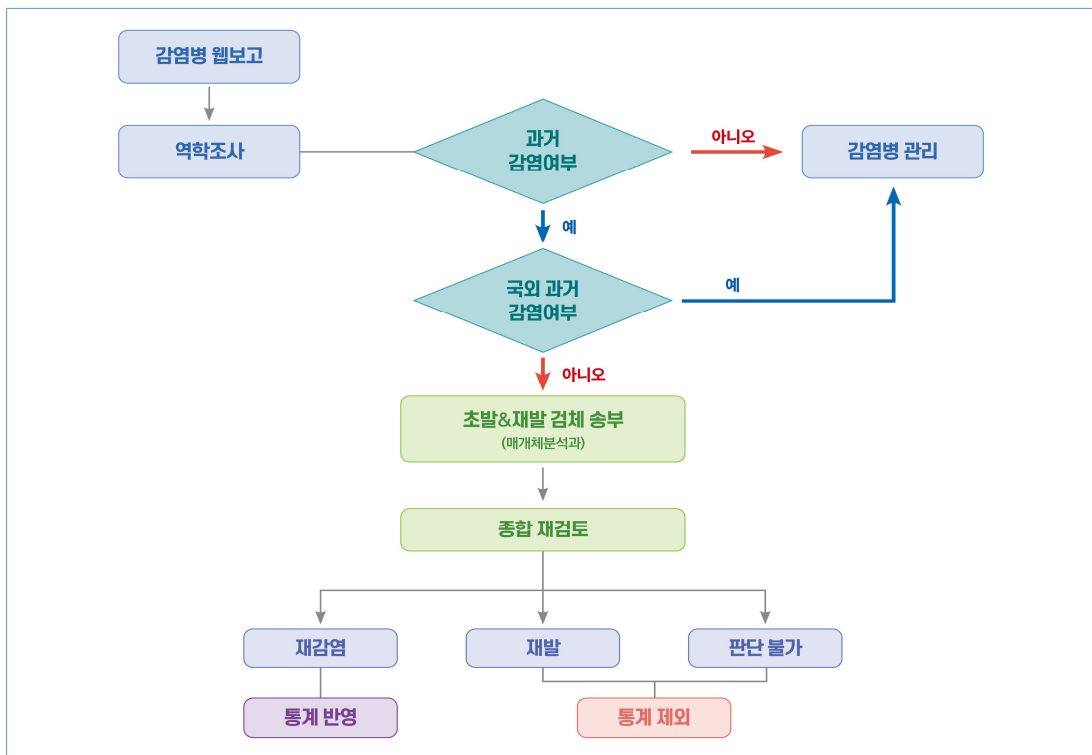 감염병 웹보고
역학조사
과거
감염여부
아니오
감염병 관리
예
국외 과거
감염여부
예
아니오
초발&재발 검체 송부
(매개체분석과)
종합 재검토
재감염
재발
판단 불가
통계 반영
통계 제외